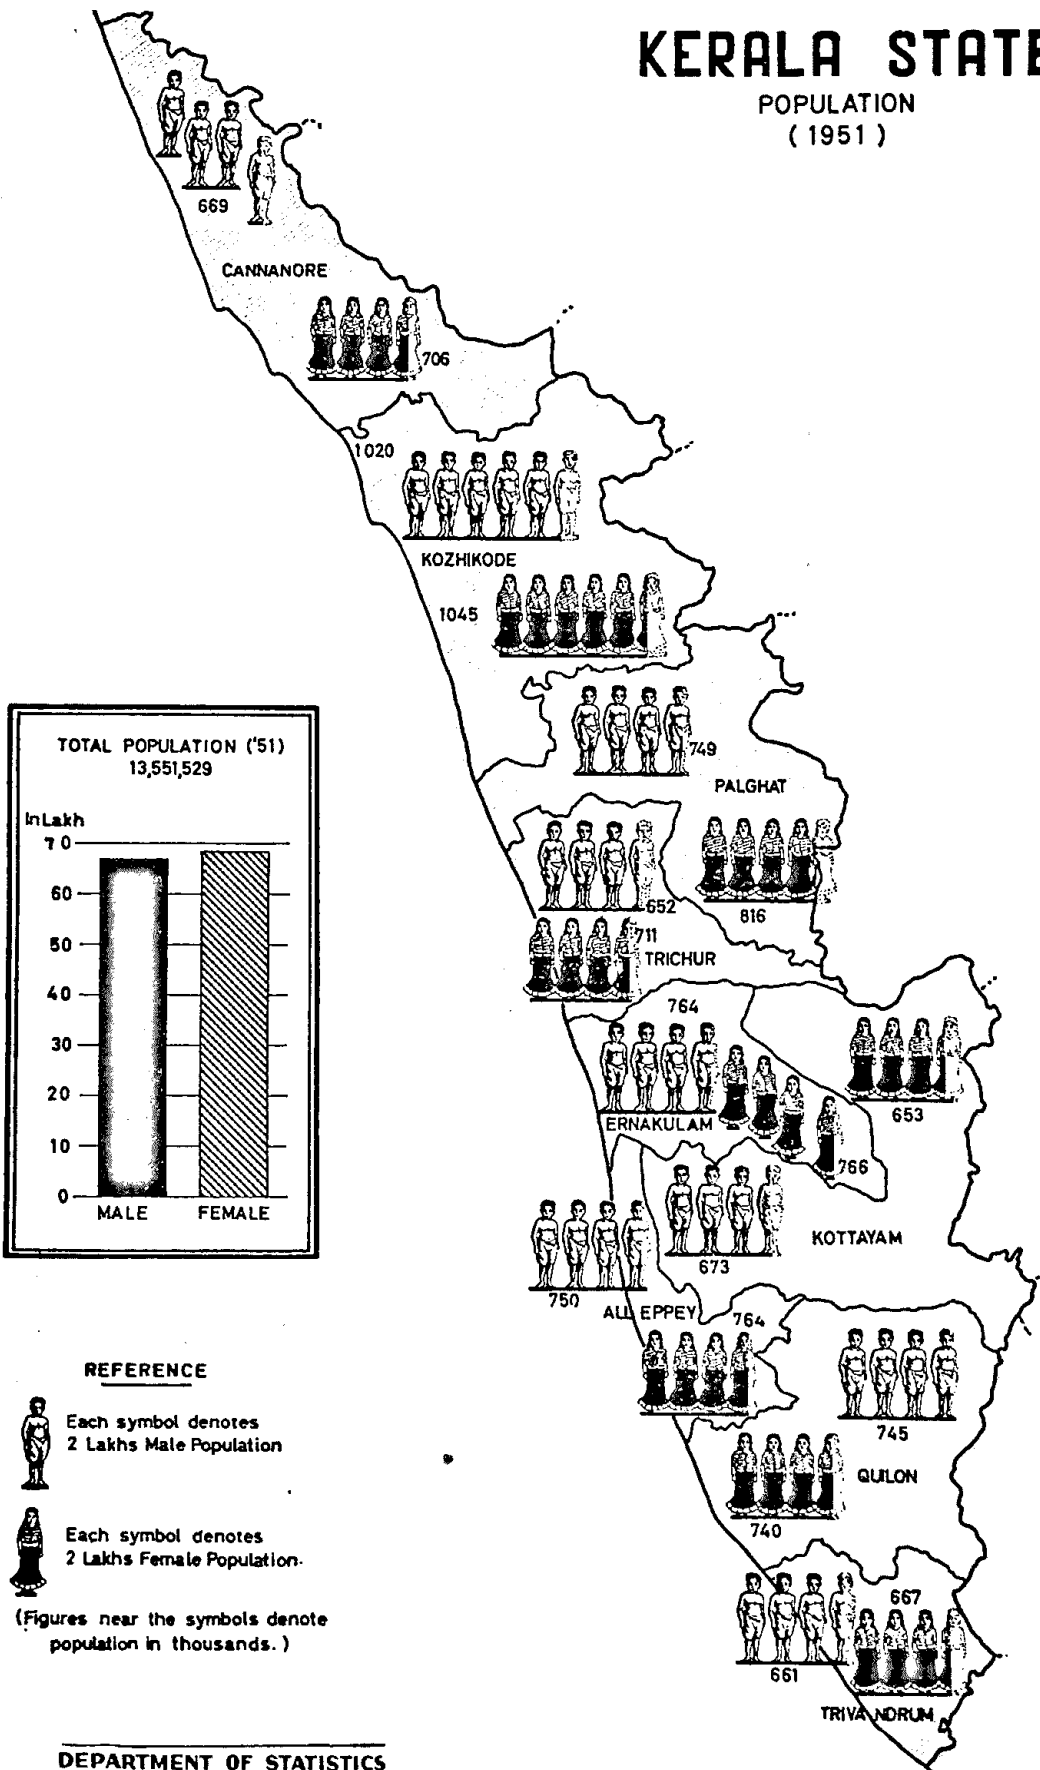 KERALA STATE
POPULATION
( 1951 )
669
CANNANORE
706
1020
KOZHIKODE
1045
749
PALGHAT
652
816
711
TRICHUR
764
653
ERNAKULAM
766
KOTTAYAM
673
750
ALL EPPEY
764
745
QUILON
740
667
661
TRIVANDRUM
TOTAL POPULATION ('51)
13,551,529
In Lakh
70
60
50
40
30
20
10
0
MALE FEMALE
REFERENCE
Each symbol denotes
2 Lakhs Male Population
Each symbol denotes
2 Lakhs Female Population.
(Figures near the symbols denote
population in thousands.)
DEPARTMENT OF STATISTICS